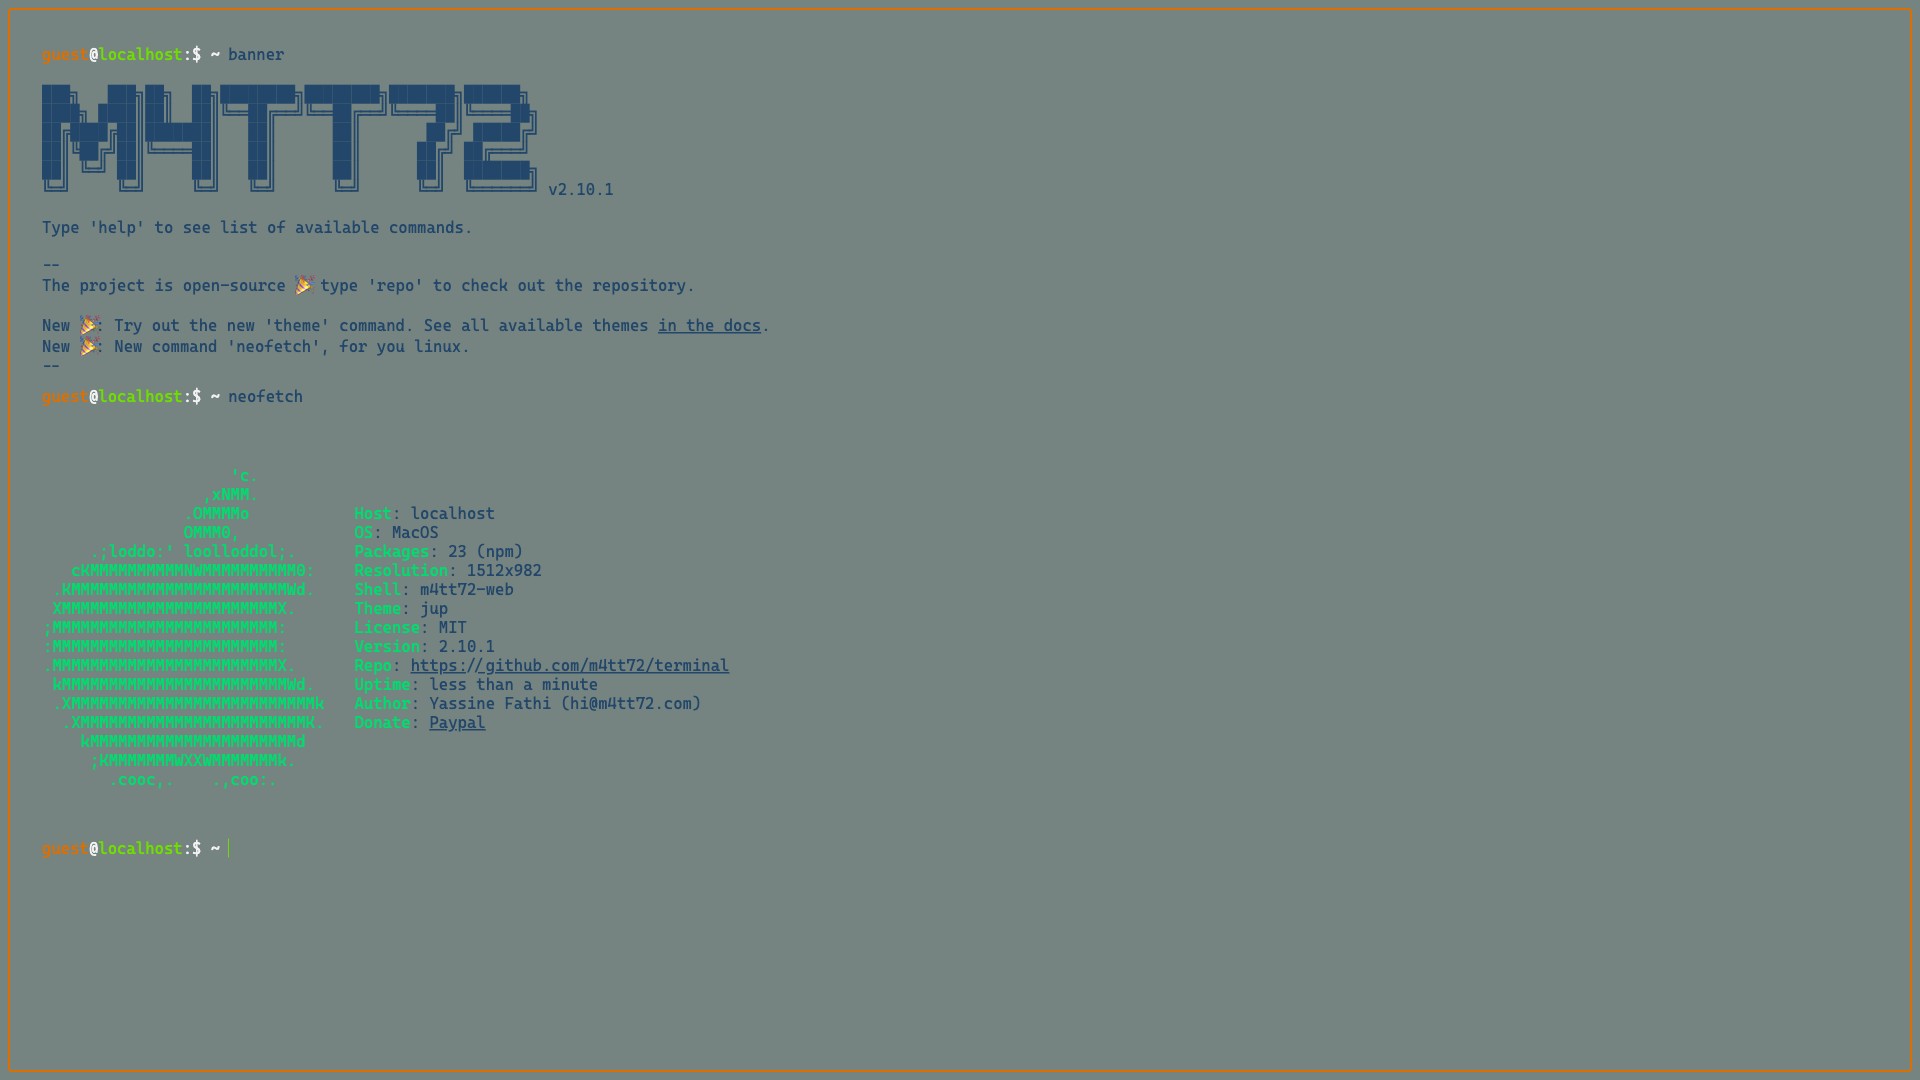 guest@localhost:$ ~ banner
M4TT72 v2.10.1
Type 'help' to see list of available commands.
--
The project is open-source 🎉 type 'repo' to check out the repository.
New 🎉: Try out the new 'theme' command. See all available themes in the docs.
New 🎉: New command 'neofetch', for you linux.
--
guest@localhost:$ ~ neofetch
'c.
,xNMM.
.OMMMMo
Host: localhost
OMMM0,
OS: MacOS
.;loddo:' loolloddol;.
Packages: 23 (npm)
cKMMMMMMMMMMNWMMMMMMMMMM0:
Resolution: 1512x982
.KMMMMMMMMMMMMMMMMMMMMMMMWd.
Shell: m4tt72-web
XMMMMMMMMMMMMMMMMMMMMMMMX.
Theme: jup
;MMMMMMMMMMMMMMMMMMMMMMMM:
License: MIT
:MMMMMMMMMMMMMMMMMMMMMMMM:
Version: 2.10.1
.MMMMMMMMMMMMMMMMMMMMMMMMX.
Repo: https://github.com/m4tt72/terminal
kMMMMMMMMMMMMMMMMMMMMMMMMWd.
Uptime: less than a minute
.XMMMMMMMMMMMMMMMMMMMMMMMMMMk
Author: Yassine Fathi (hi@m4tt72.com)
.XMMMMMMMMMMMMMMMMMMMMMMMMK.
Donate: Paypal
kMMMMMMMMMMMMMMMMMMMMMMd
;KMMMMMMMWXXWMMMMMMMk.
.cooc,.    .,coo:.
guest@localhost:$ ~